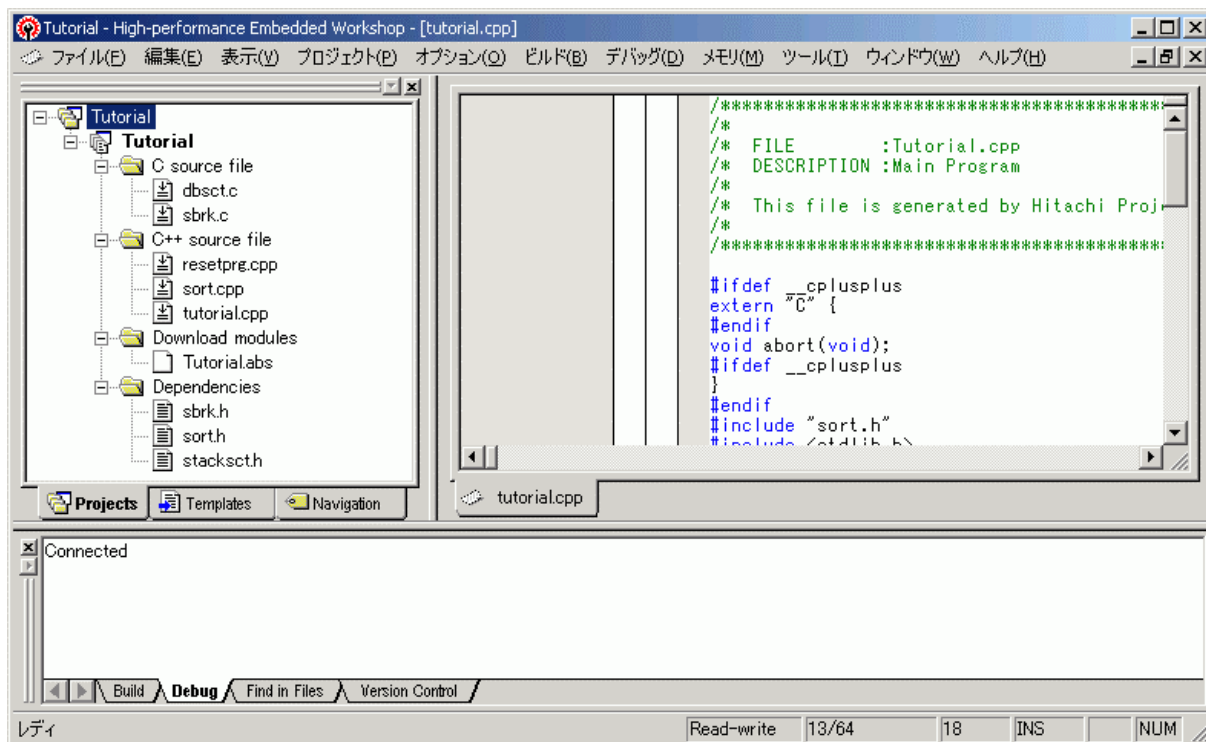 Tutorial - High-performance Embedded Workshop - [tutorial.cpp]
ファイル(F) 編集(E) 表示(V) プロジェクト(P) オプション(O) ビルド(B) デバッグ(D) メモリ(M) ツール(T) ウィンドウ(W) ヘルプ(H)
Tutorial
Tutorial
C source file
dbsct.c
sbrk.c
C++ source file
resetprg.cpp
sort.cpp
tutorial.cpp
Download modules
Tutorial.abs
Dependencies
sbrk.h
sort.h
stacksct.h
Projects Templates Navigation
/******************************************
/*
/* FILE :Tutorial.cpp
/* DESCRIPTION :Main Program
/*
/* This file is generated by Hitachi Proj
/*
/******************************************
#ifdef __cplusplus
extern "C" {
#endif
void abort(void);
#ifdef __cplusplus
}
#endif
#include "sort.h"
#include <stdlib.h>
tutorial.cpp
Connected
Build Debug Find in Files Version Control
レディ Read-write 13/64 18 INS NUM